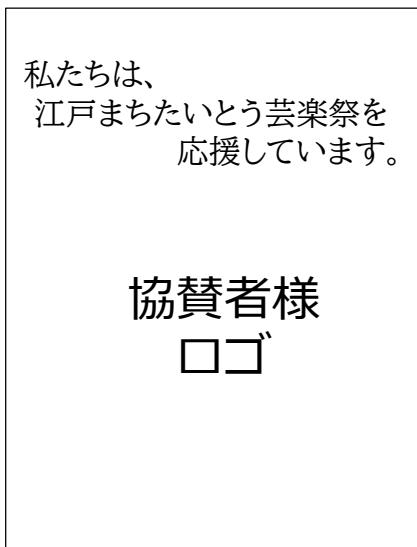 私たちは、
江戸まちたいとう芸楽祭を
応援しています。
協賛者様
ロゴ